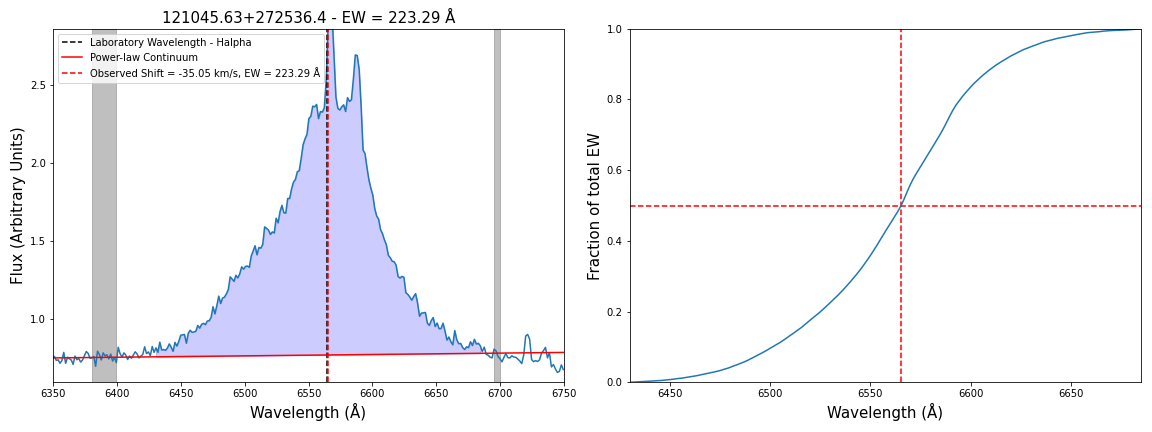 121045.63+272536.4 - EW = 223.29 Å
Laboratory Wavelength - Halpha
Power-law Continuum
Observed Shift = -35.05 km/s, EW = 223.29 Å
Flux (Arbitrary Units)
2.5
2.0
1.5
1.0
6350 6400 6450 6500 6550 6600 6650 6700 6750
Wavelength (Å)
Fraction of total EW
1.0
0.8
0.6
0.4
0.2
0.0
6450 6500 6550 6600 6650
Wavelength (Å)